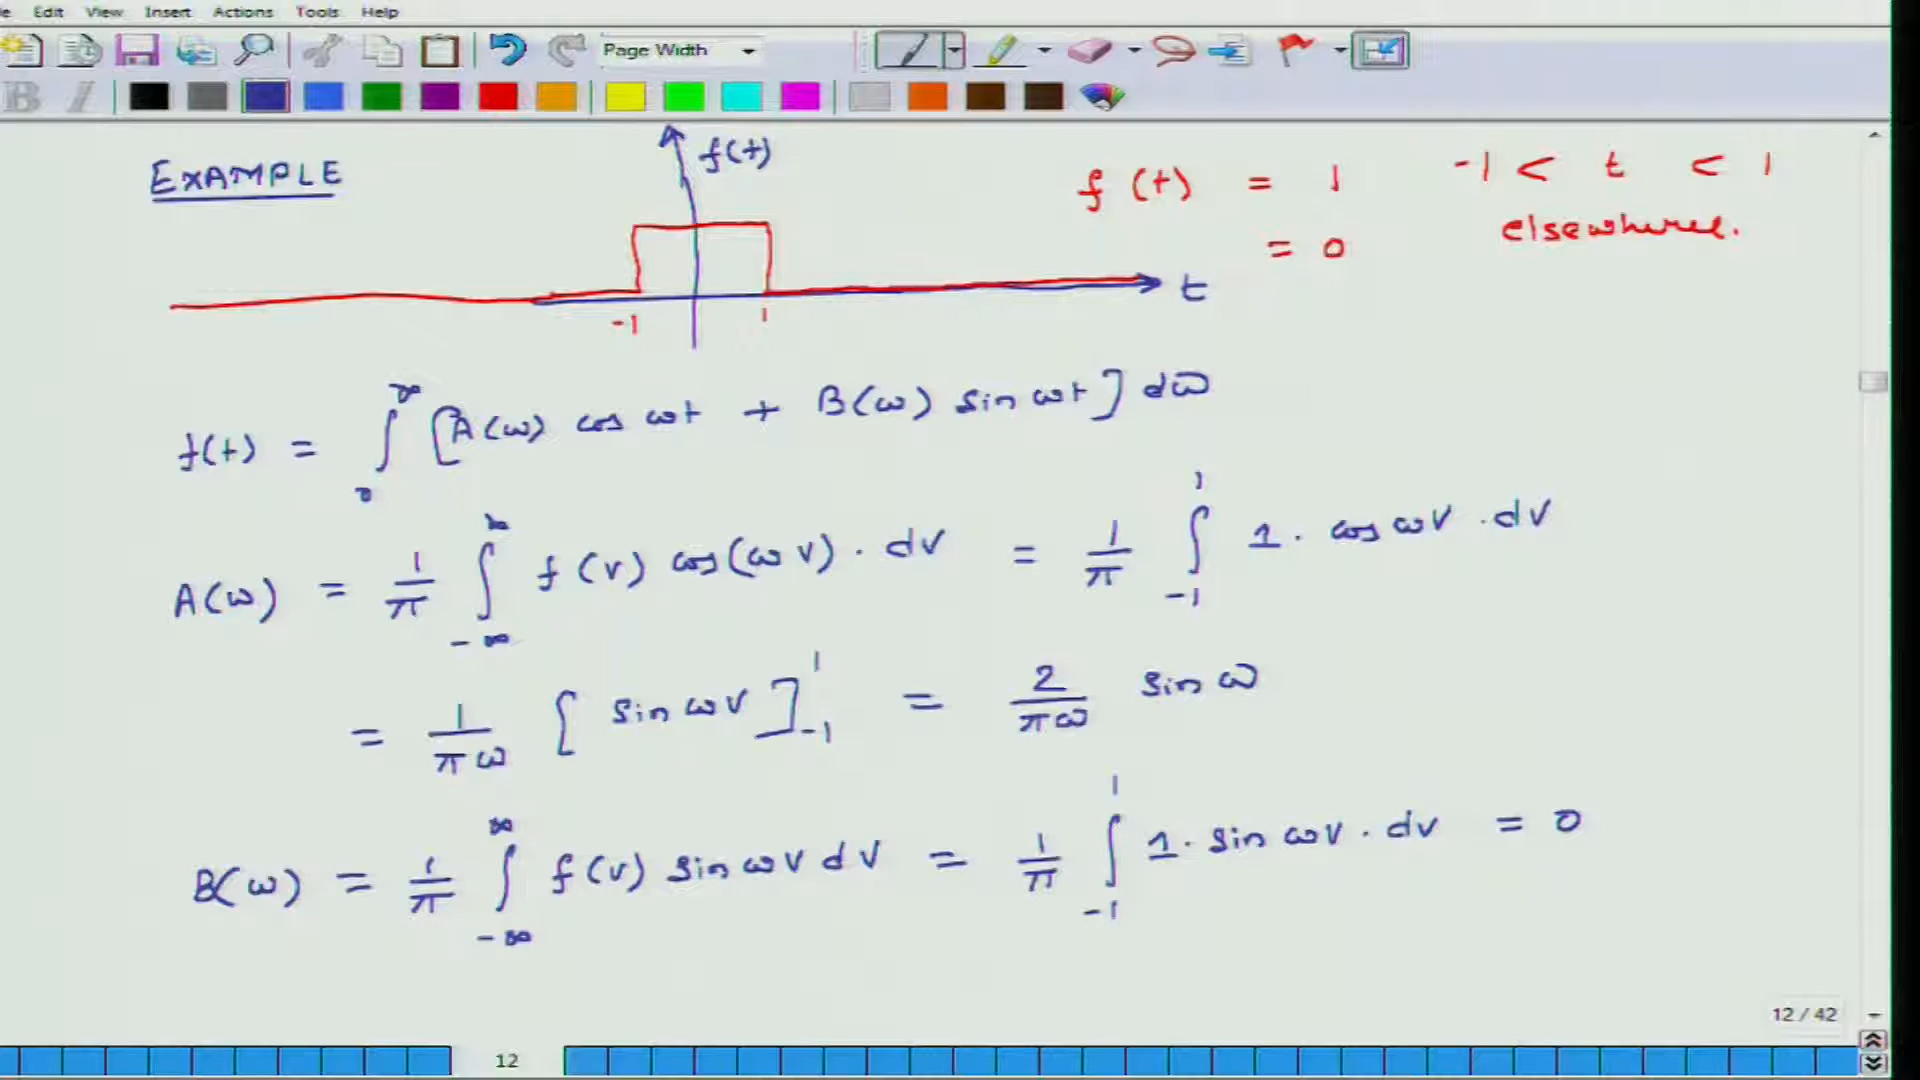 Edit View Insert Actions Tools Help
Page Width
EXAMPLE
f(t)
f(t) = 1 -1 < t < 1
= 0 elsewhere.
-1 1 t
f(t) = ∫₀^∞ [A(ω) cos ωt + B(ω) sin ωt] dω
A(ω) = 1/π ∫₋∞^∞ f(v) cos(ωv) · dv = 1/π ∫₋₁^1 1 · cos ωv · dv
= 1/πω [sin ωv]₋₁^1 = 2/πω sin ω
B(ω) = 1/π ∫₋∞^∞ f(v) sin ωv dv = 1/π ∫₋₁^1 1 · sin ωv · dv = 0
12 / 42
12